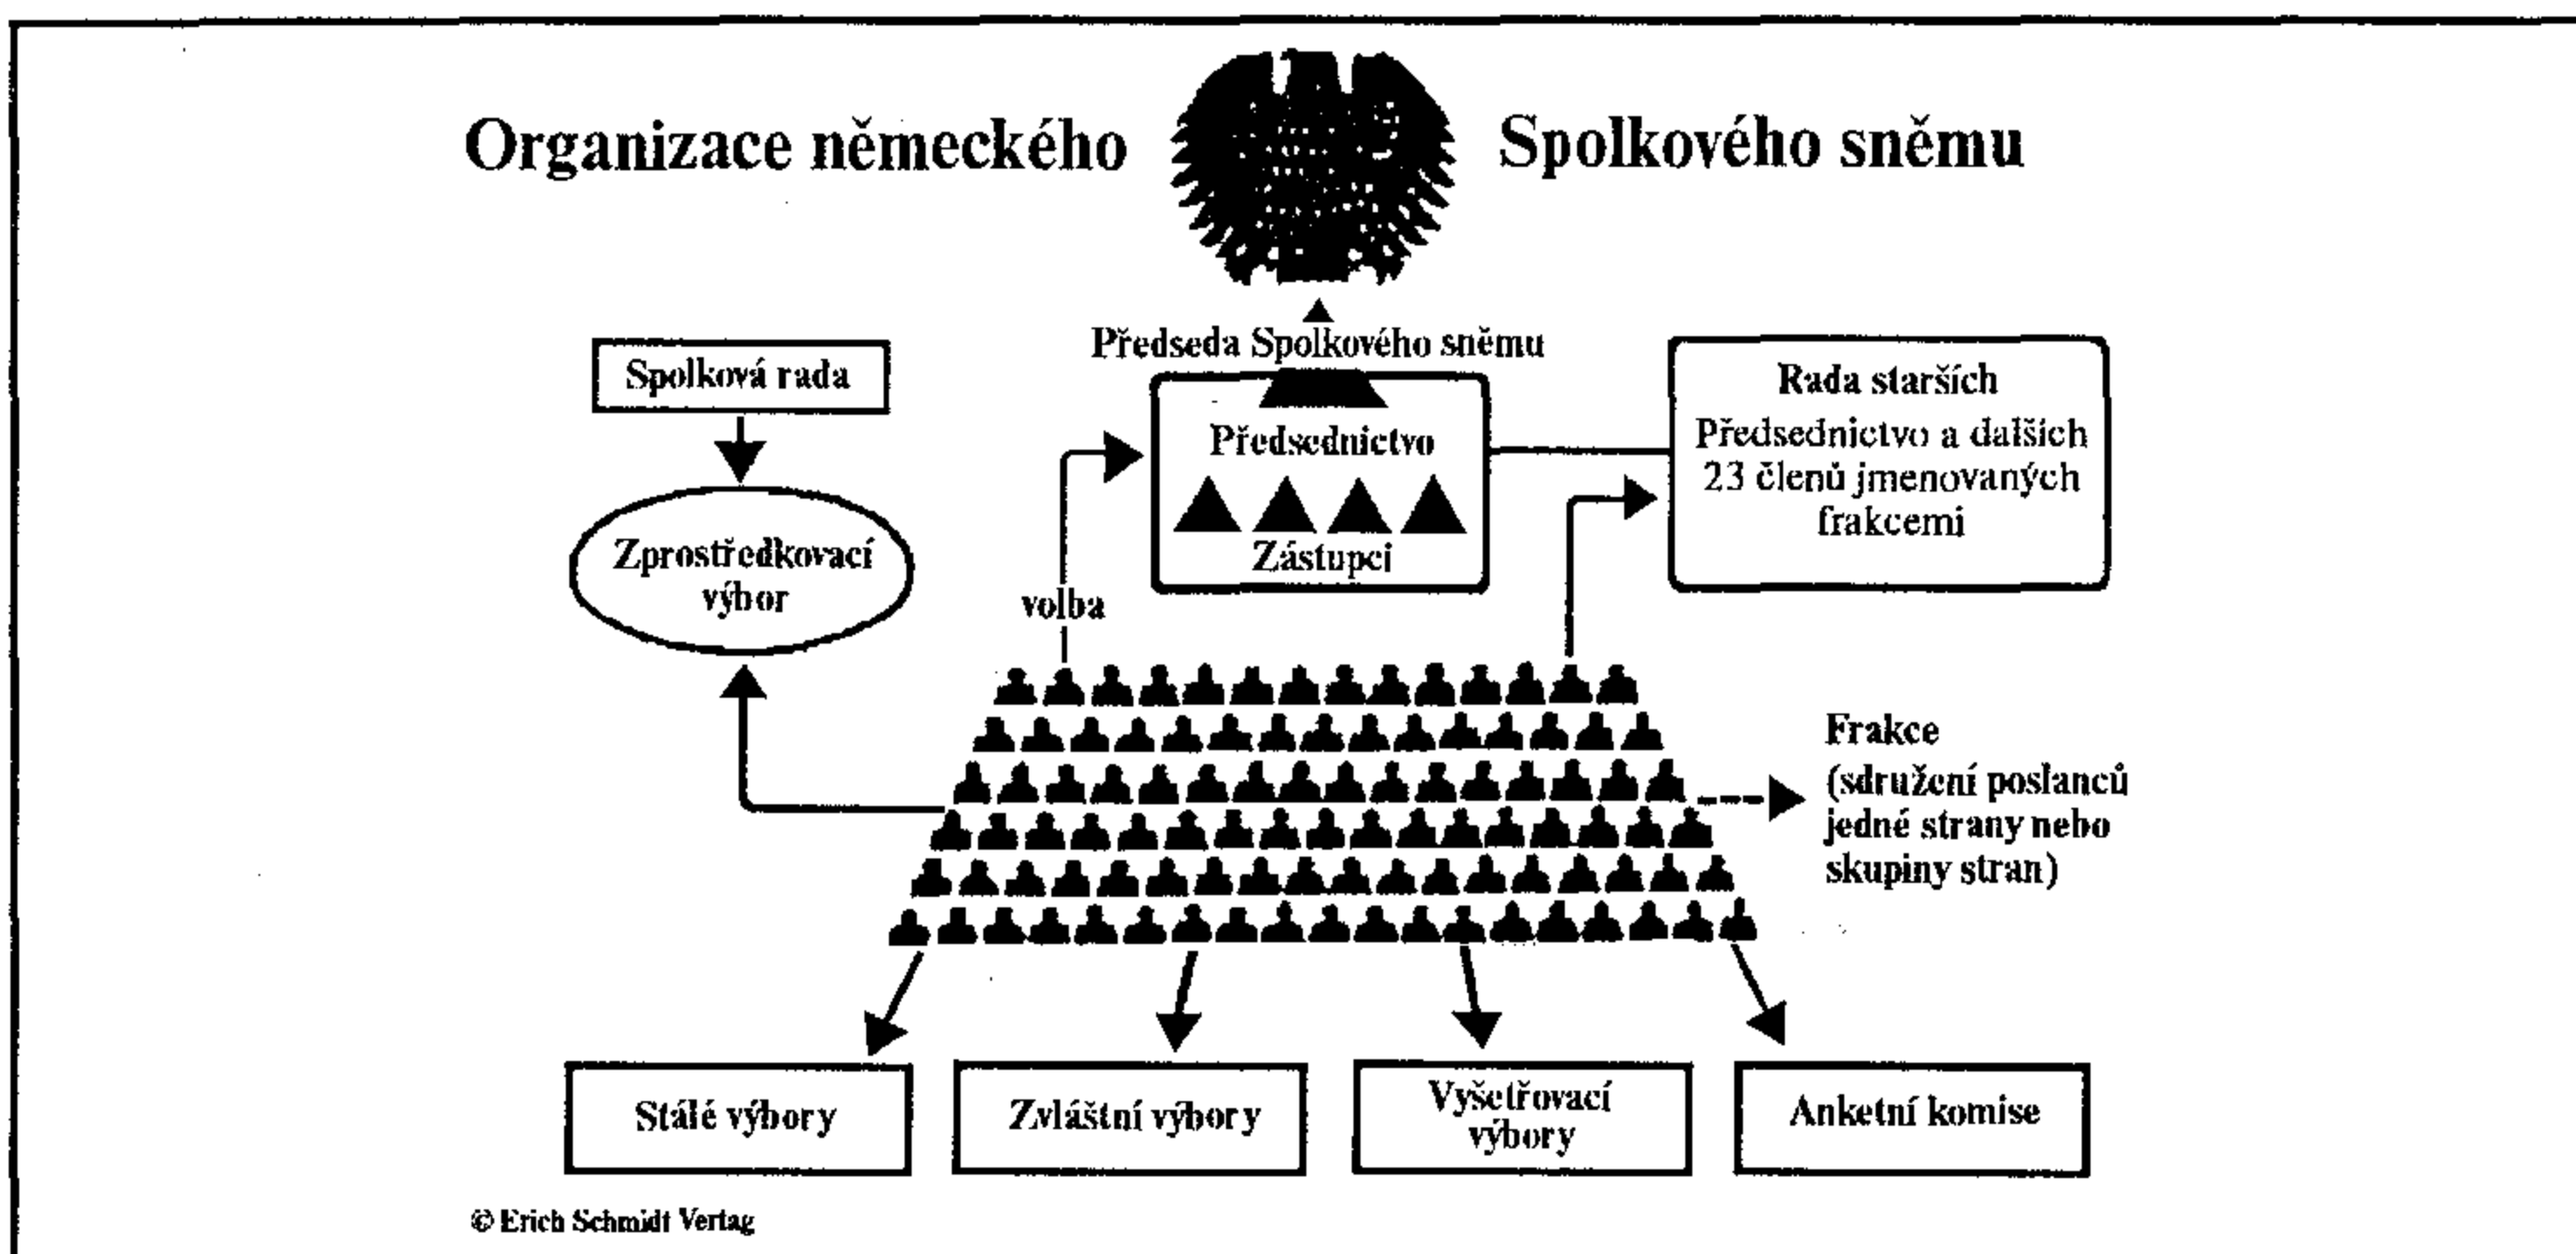 Organizace německého Spolkového sněmu
Předseda Spolkového sněmu
Spolková rada
Předsednictvo
Zástupci
Rada starších
Předsednictvo a dalších
23 členů jmenovaných
frakcemi
Zprostředkovací
výbor
volba
Frakce
(sdružení poslanců
jedné strany nebo
skupiny stran)
Stálé výbory
Zvláštní výbory
Vyšetřovací
výbory
Anketní komise
© Erich Schmidt Verlag